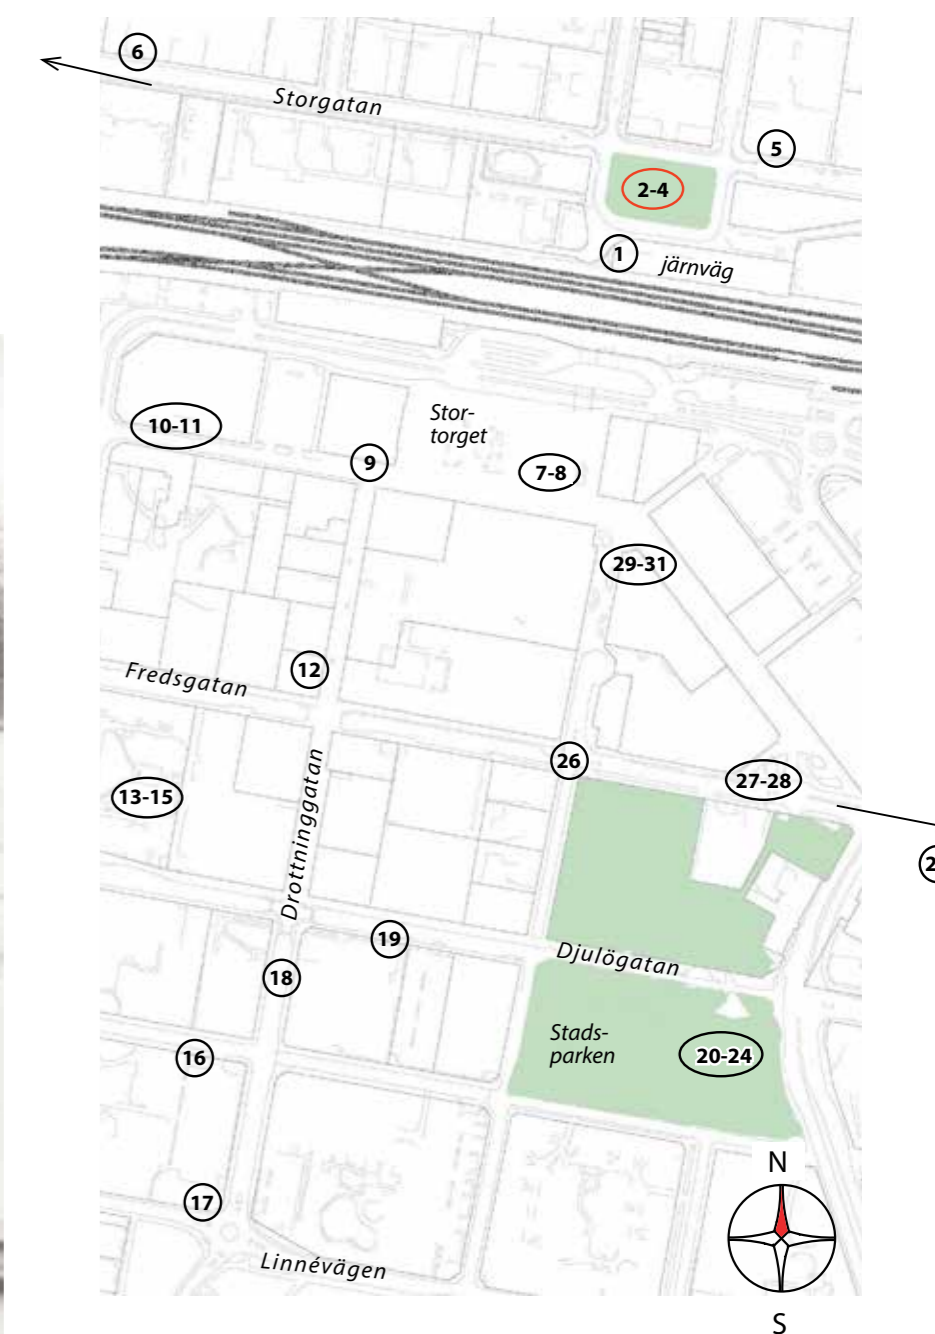 6
Storgatan
5
2-4
1
järnväg
Stor-
torget
10-11
9
7-8
29-31
12
Fredsgatan
26
27-28
13-15
Drottninggatan
2
19
Djulögatan
18
Stads-
parken
16
20-24
N
17
Linnévägen
S